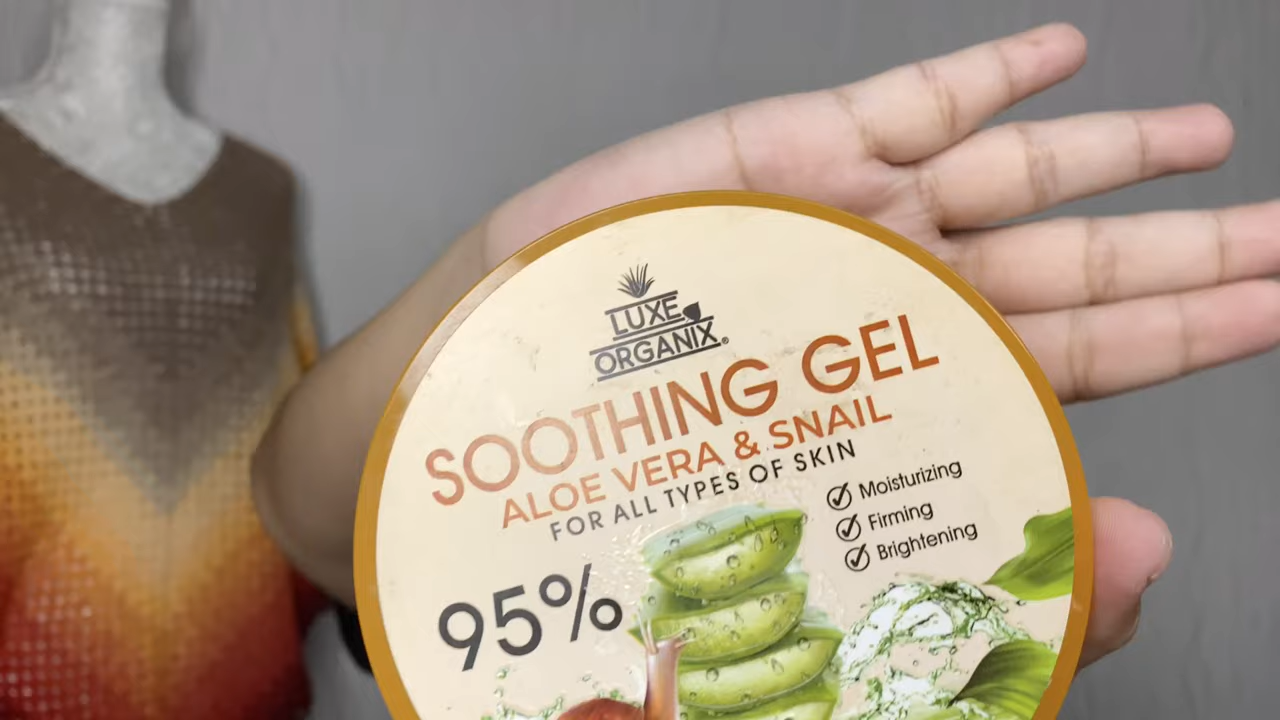 LUXE
ORGANIX®
SOOTHING GEL
ALOE VERA & SNAIL
FOR ALL TYPES OF SKIN
Moisturizing
Firming
Brightening
95%